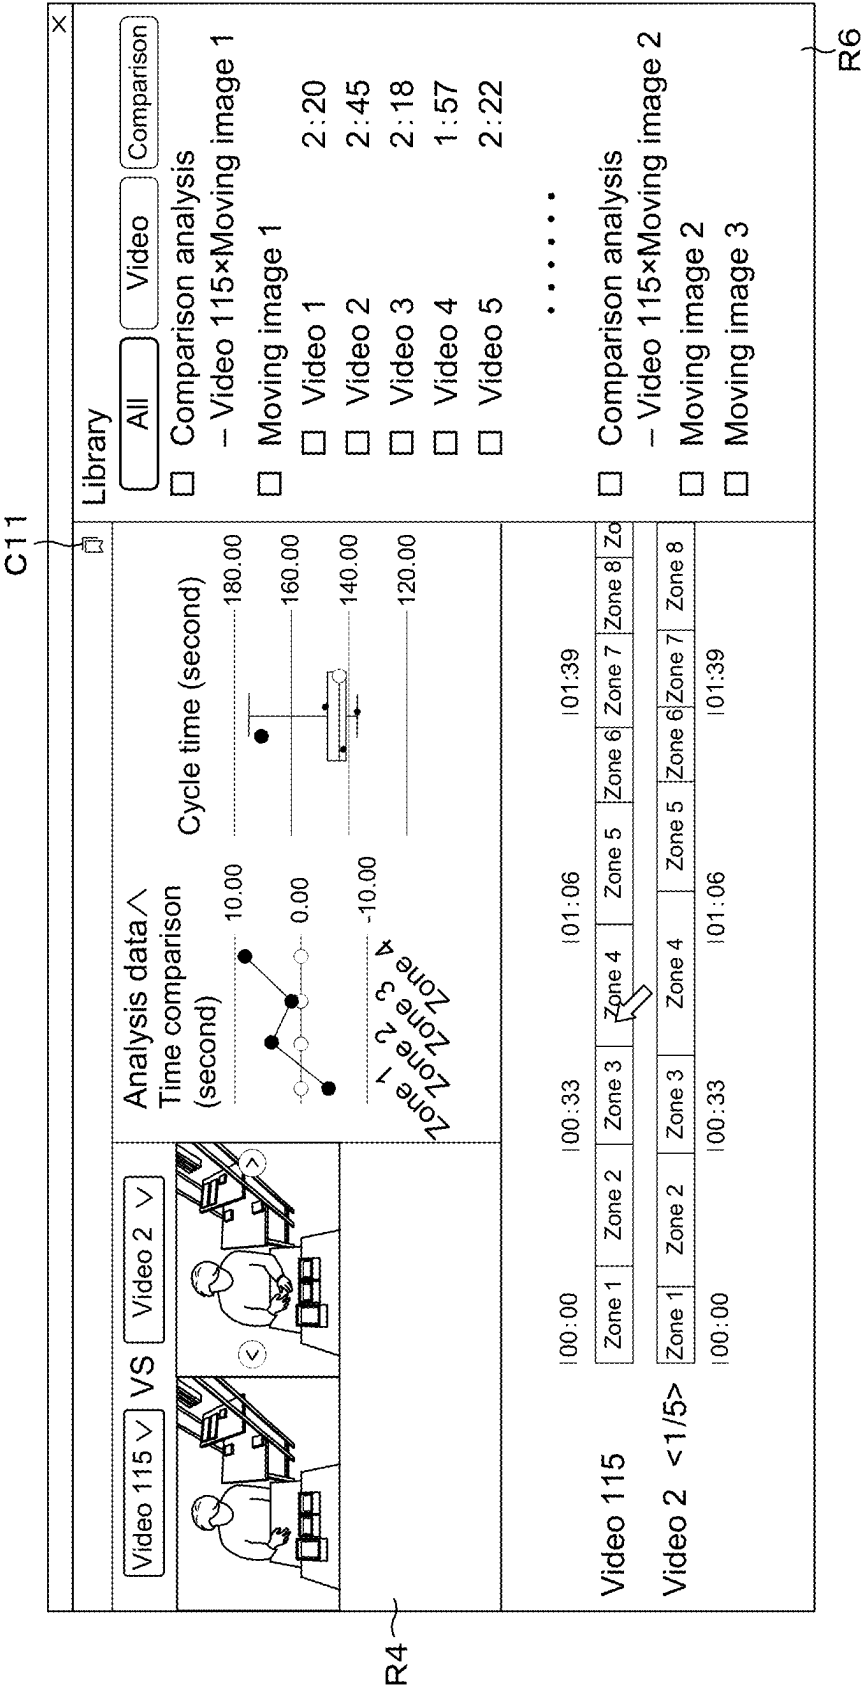 C11
×
Video 115 ∨ VS Video 2 ∨
< >
Analysis data ∧
Time comparison
(second)
10.00
0.00
-10.00
Zone 1
Zone 2
Zone 3
Zone 4
Cycle time (second)
180.00
160.00
140.00
120.00
Library
All Video Comparison
Comparison analysis
– Video 115×Moving image 1
Moving image 1
Video 1 2:20
Video 2 2:45
Video 3 2:18
Video 4 1:57
Video 5 2:22
······
Comparison analysis
– Video 115×Moving image 2
Moving image 2
Moving image 3
|00:00 |00:33 |01:06 |01:39
Video 115 Zone 1 Zone 2 Zone 3 Zone 4 Zone 5 Zone 6 Zone 7 Zone 8 Zo
Video 2 <1/5> Zone 1 Zone 2 Zone 3 Zone 4 Zone 5 Zone 6 Zone 7 Zone 8
|00:00 |00:33 |01:06 |01:39
R4
R6